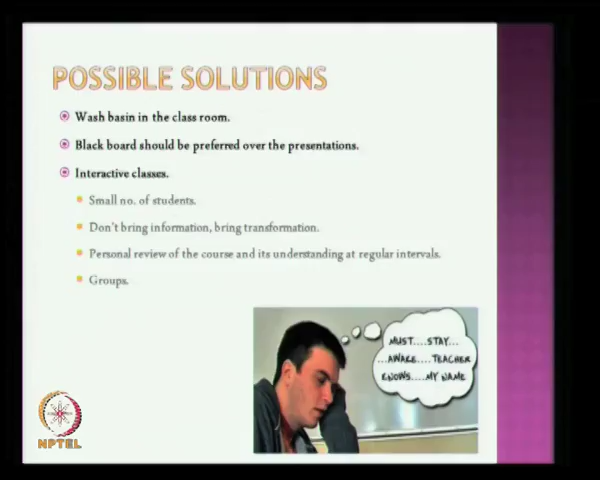 POSSIBLE SOLUTIONS
Wash basin in the class room.
Black board should be preferred over the presentations.
Interactive classes.
Small no. of students.
Don't bring information, bring transformation.
Personal review of the course and its understanding at regular intervals.
Groups.
MUST....STAY...
...AWAKE....TEACHER
KNOWS....MY NAME
NPTEL